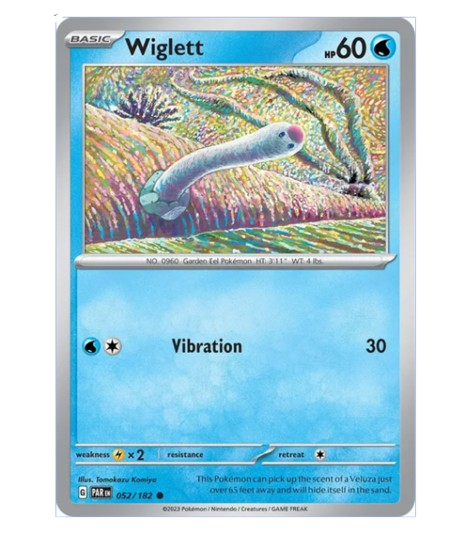 BASIC Wiglett HP 60
NO. 0960 Garden Eel Pokémon HT: 3'11" WT: 4 lbs.
Vibration 30
weakness × 2 resistance retreat
Illus. Tomokazu Komiya
This Pokémon can pick up the scent of a Veluza just
over 65 feet away and will hide itself in the sand.
G PAR EN 052/182
©2023 Pokémon / Nintendo / Creatures / GAME FREAK